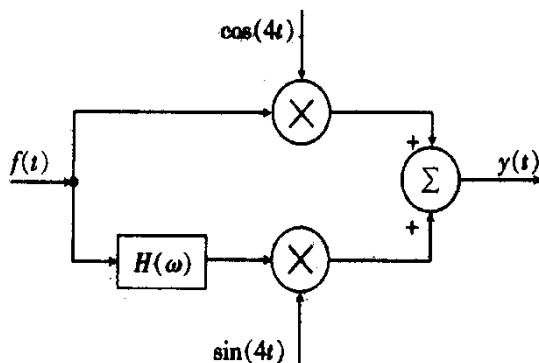 cos(4t)
f(t)
+
Σ
y(t)
+
H(ω)
sin(4t)